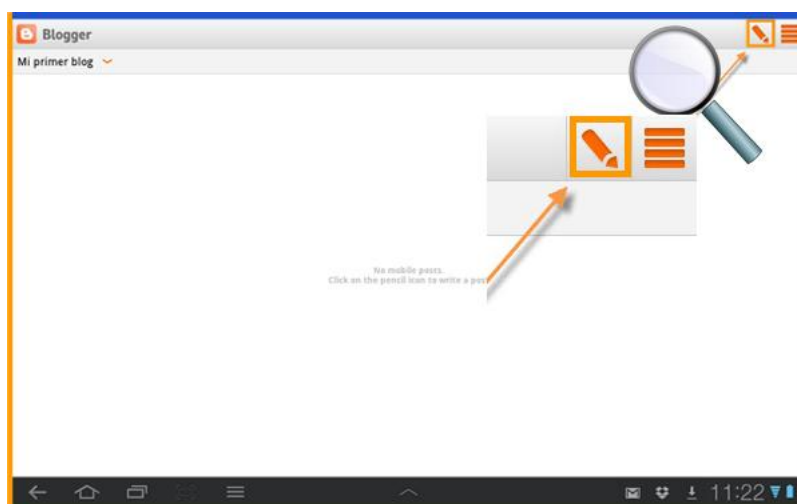 Blogger
Mi primer blog
No mobile posts.
Click on the pencil icon to write a post
11:22